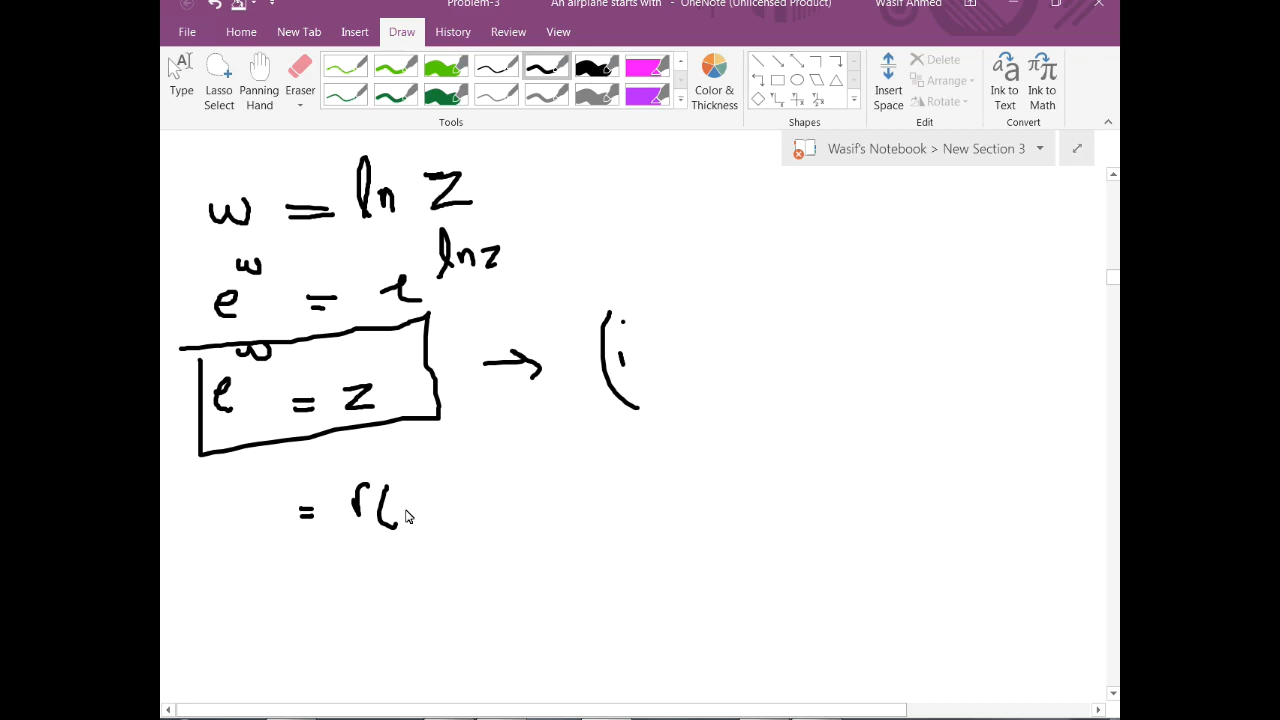 Problem-3 An airplane starts with - OneNote (Unlicensed Product) Wasif Ahmed
File Home New Tab Insert Draw History Review View
Type Lasso Select Panning Hand Eraser Color & Thickness Insert Space Delete Arrange Rotate Ink to Text Ink to Math
Tools Shapes Edit Convert
Wasif's Notebook > New Section 3
w = ln z
e^w = e^{ln z}
e^w = z → (i
= r(